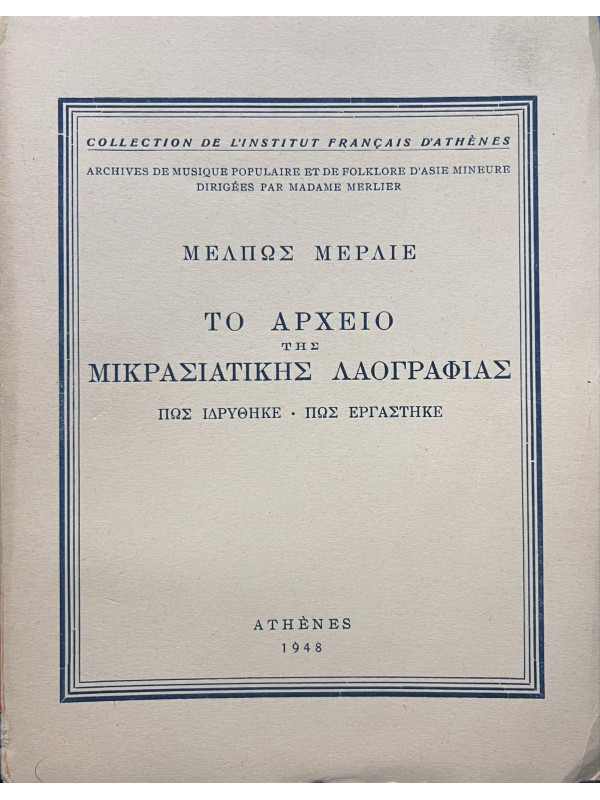 COLLECTION DE L'INSTITUT FRANÇAIS D'ATHÈNES
ARCHIVES DE MUSIQUE POPULAIRE ET DE FOLKLORE D'ASIE MINEURE
DIRIGÉES PAR MADAME MERLIER
ΜΕΛΠΩΣ ΜΕΡΛΙΕ
ΤΟ ΑΡΧΕΙΟ
ΤΗΣ
ΜΙΚΡΑΣΙΑΤΙΚΗΣ ΛΑΟΓΡΑΦΙΑΣ
ΠΩΣ ΙΔΡΥΘΗΚΕ · ΠΩΣ ΕΡΓΑΣΤΗΚΕ
ATHÈNES
1948